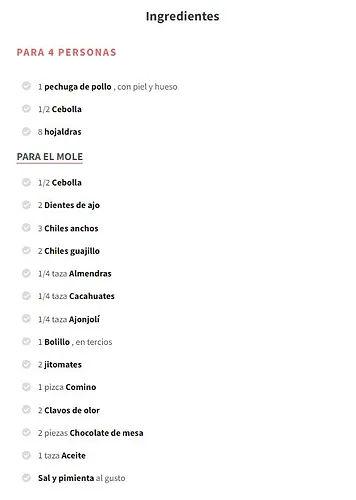 Ingredientes
PARA 4 PERSONAS
1 pechuga de pollo , con piel y hueso
1/2 Cebolla
8 hojaldras
PARA EL MOLE
1/2 Cebolla
2 Dientes de ajo
3 Chiles anchos
2 Chiles guajillo
1/4 taza Almendras
1/4 taza Cacahuates
1/4 taza Ajonjolí
1 Bolillo , en tercios
2 jitomates
1 pizca Comino
2 Clavos de olor
2 piezas Chocolate de mesa
1 taza Aceite
Sal y pimienta al gusto